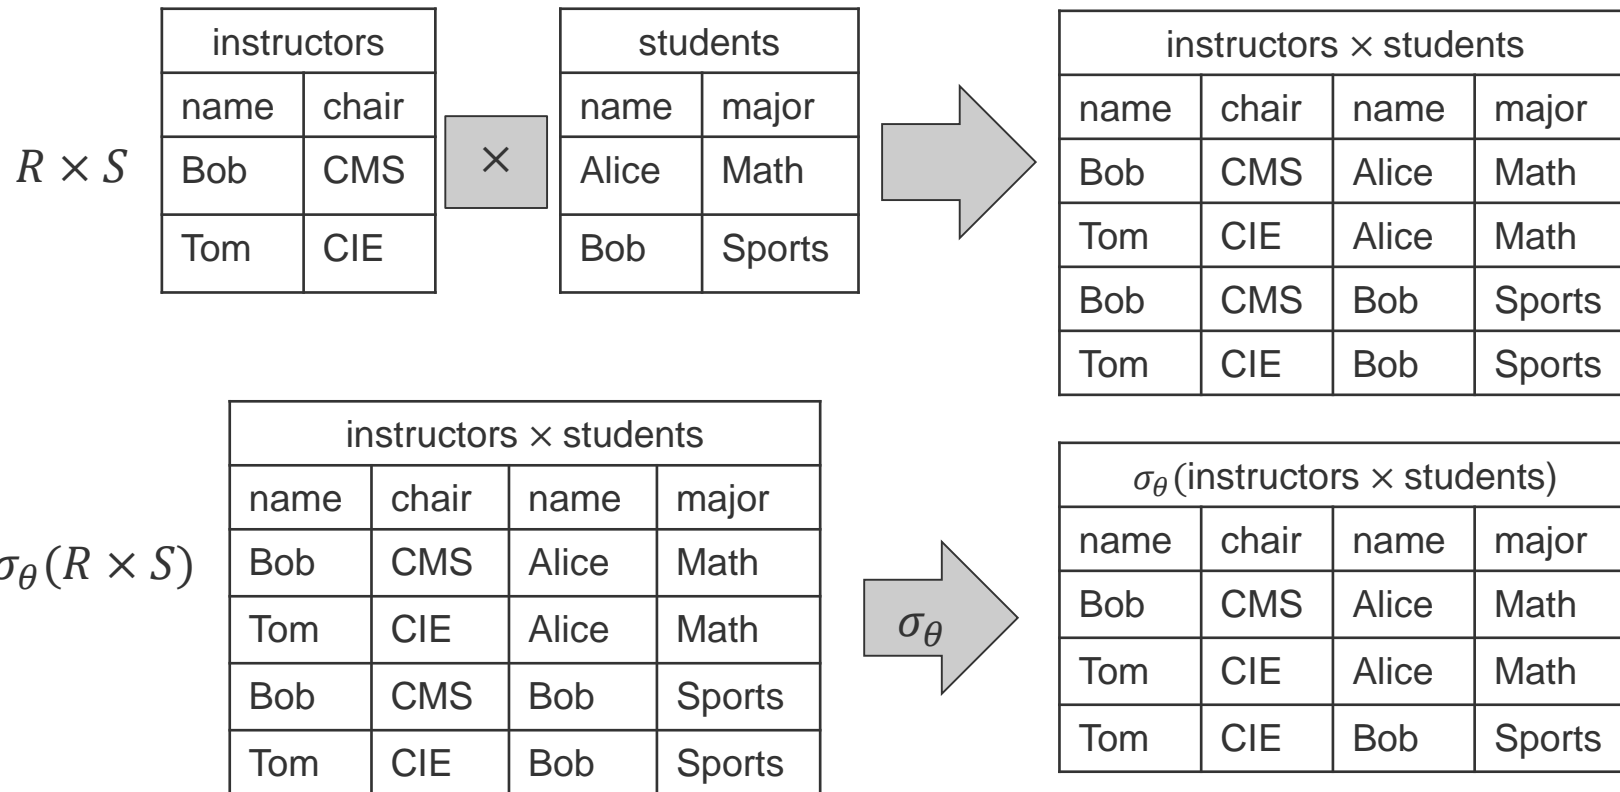 instructors
name chair
Bob CMS
Tom CIE
R × S
×
students
name major
Alice Math
Bob Sports
instructors × students
name chair name major
Bob CMS Alice Math
Tom CIE Alice Math
Bob CMS Bob Sports
Tom CIE Bob Sports
σθ(R × S)
instructors × students
name chair name major
Bob CMS Alice Math
Tom CIE Alice Math
Bob CMS Bob Sports
Tom CIE Bob Sports
σθ
σθ(instructors × students)
name chair name major
Bob CMS Alice Math
Tom CIE Alice Math
Tom CIE Bob Sports